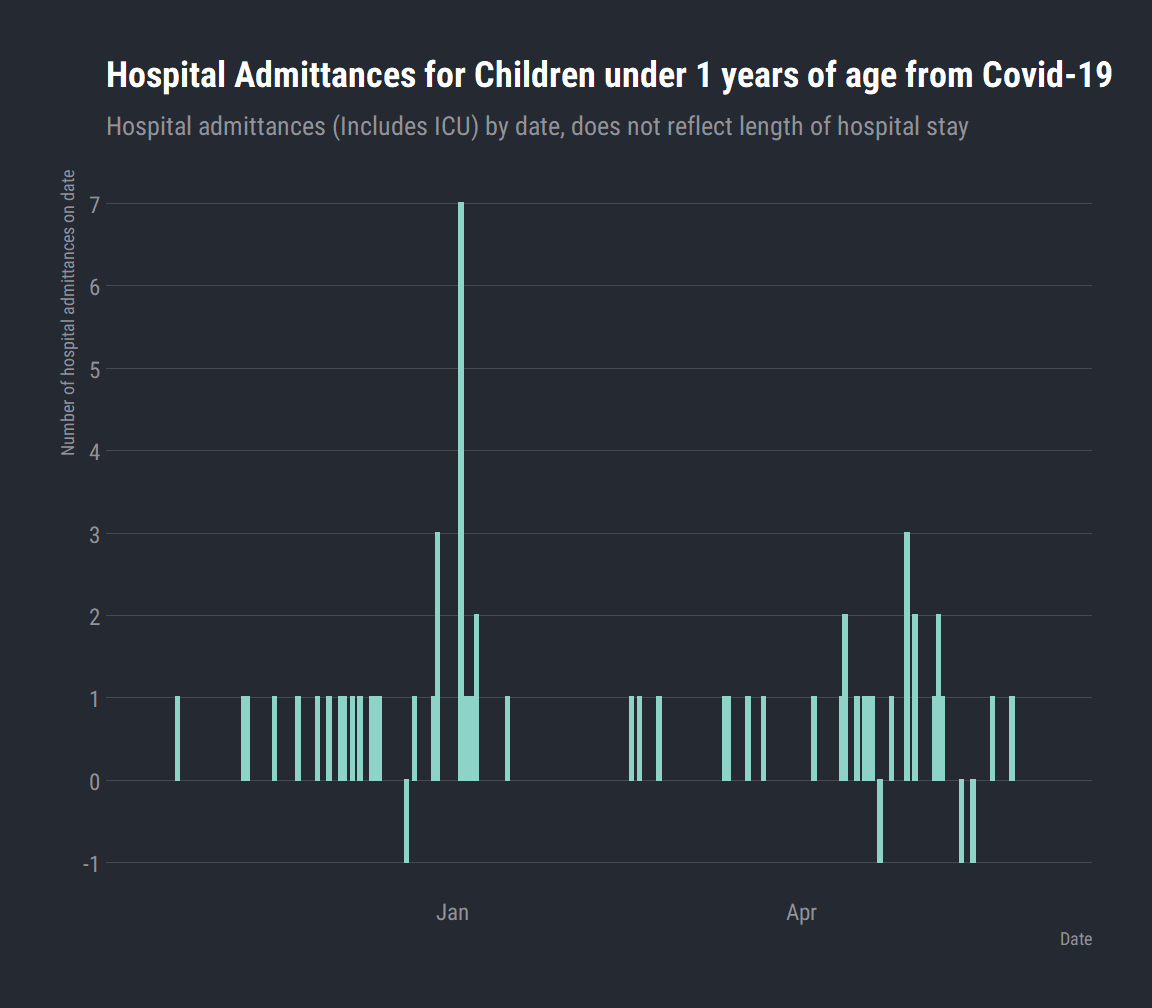 Hospital Admittances for Children under 1 years of age from Covid-19
Hospital admittances (Includes ICU) by date, does not reflect length of hospital stay
Number of hospital admittances on date
7
6
5
4
3
2
1
0
-1
Jan
Apr
Date